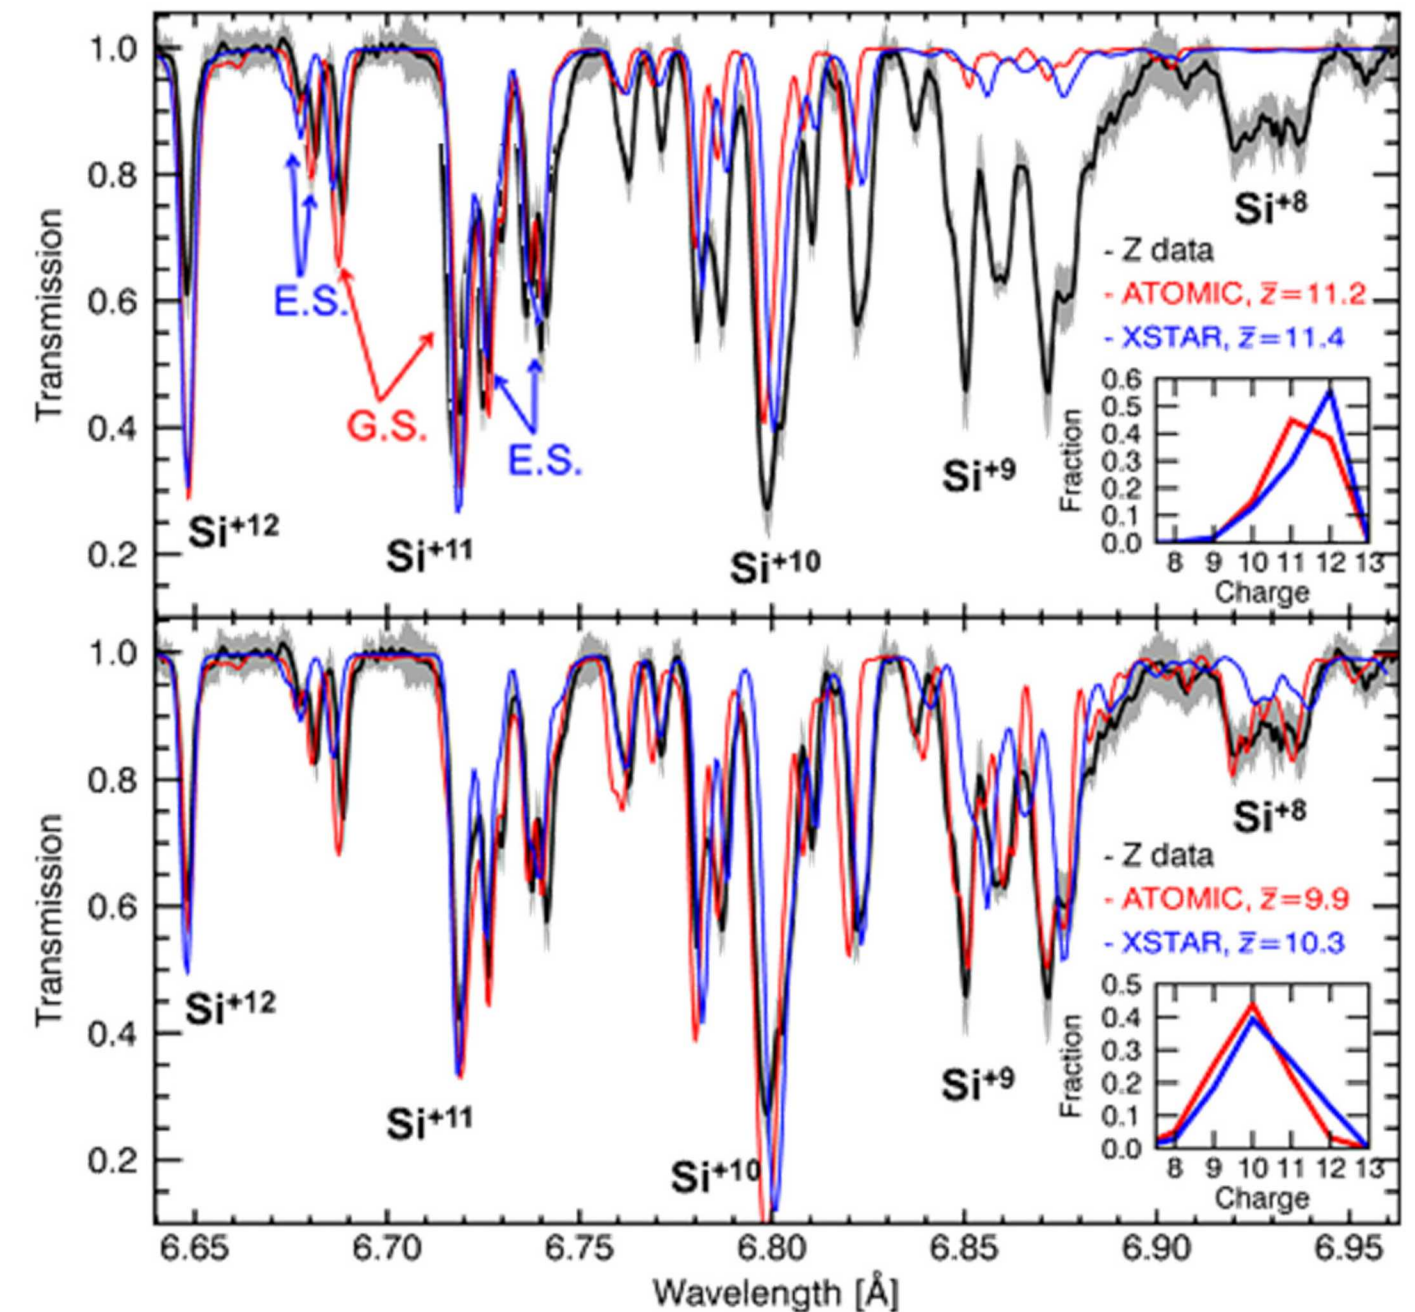 1.0
0.8
0.6
0.4
0.2
Transmission
E.S.
G.S.
E.S.
Si+12
Si+11
Si+10
Si+9
Si+8
- Z data
- ATOMIC, z̅=11.2
- XSTAR, z̅=11.4
0.6
0.5
0.4
0.3
0.2
0.1
0.0
Fraction
8 9 10 11 12 13
Charge
1.0
0.8
0.6
0.4
0.2
Transmission
Si+12
Si+11
Si+10
Si+9
Si+8
- Z data
- ATOMIC, z̅=9.9
- XSTAR, z̅=10.3
0.5
0.4
0.3
0.2
0.1
0.0
Fraction
8 9 10 11 12 13
Charge
6.65 6.70 6.75 6.80 6.85 6.90 6.95
Wavelength [Å]